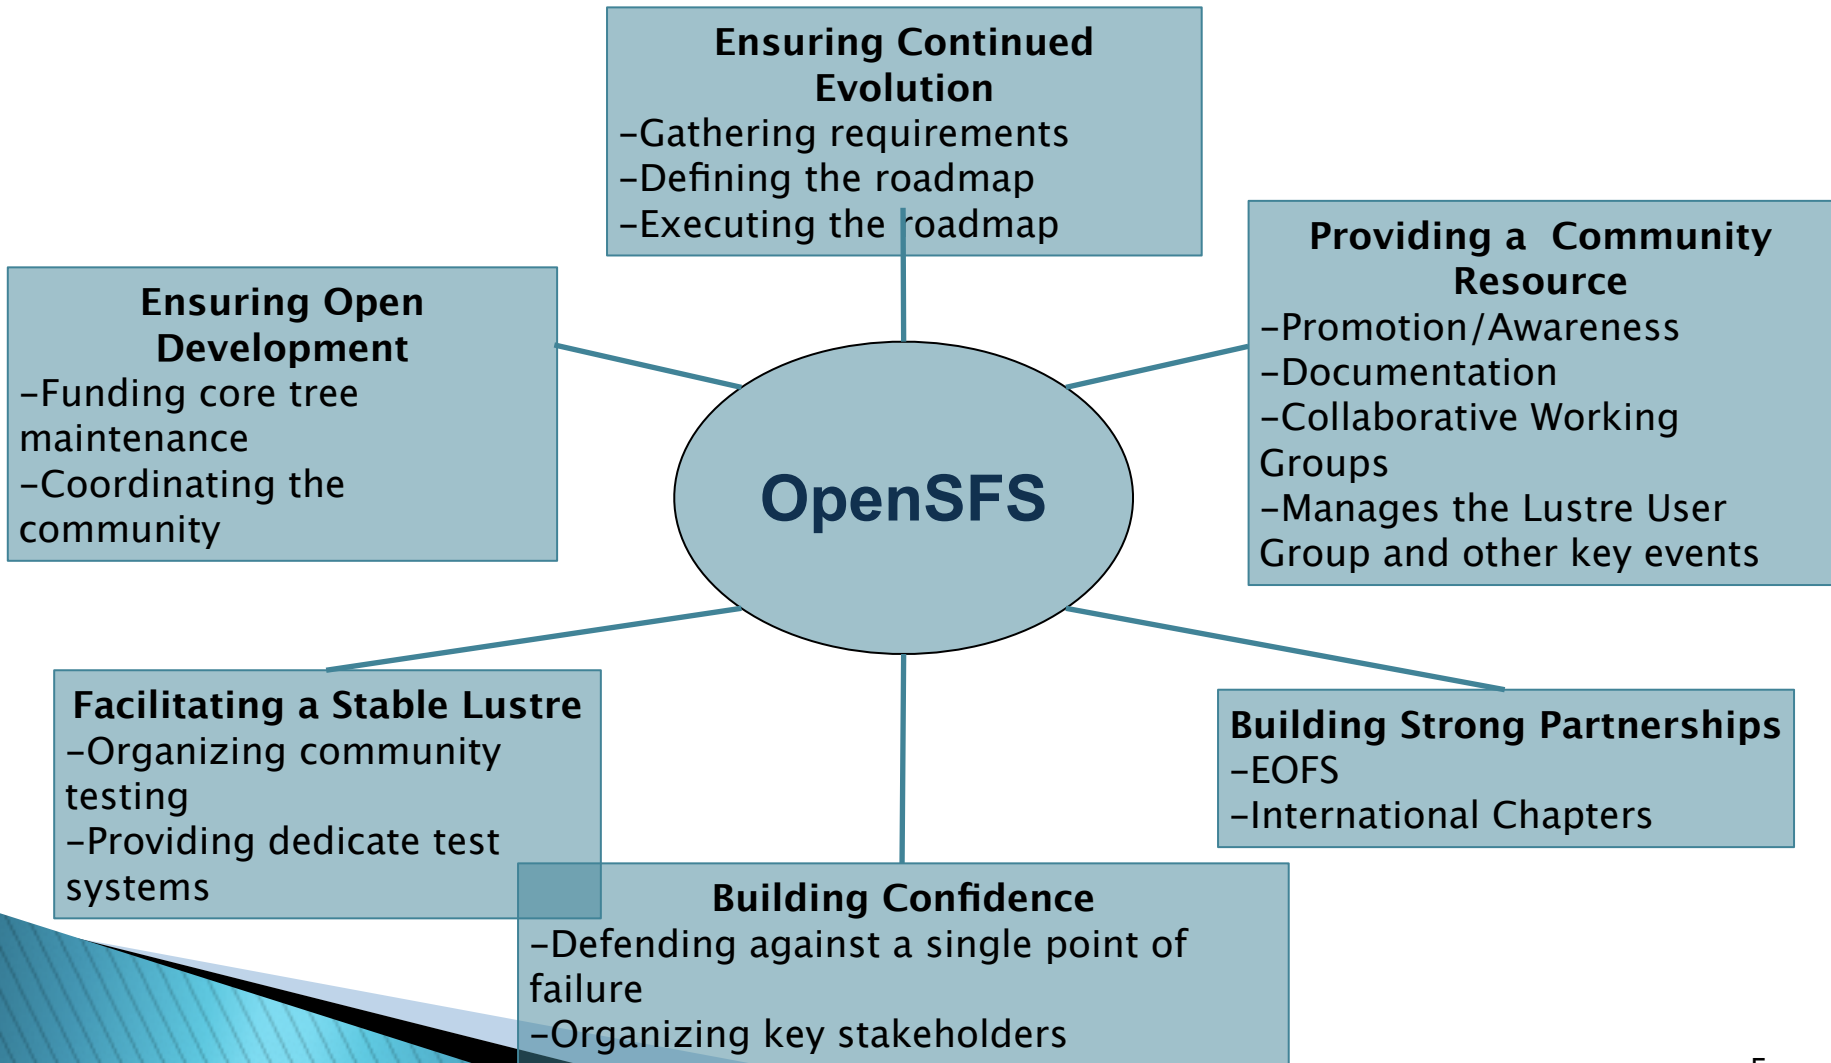 Ensuring Continued
Evolution
-Gathering requirements
-Defining the roadmap
-Executing the roadmap
Ensuring Open
Development
-Funding core tree
maintenance
-Coordinating the
community
Providing a Community
Resource
-Promotion/Awareness
-Documentation
-Collaborative Working
Groups
-Manages the Lustre User
Group and other key events
OpenSFS
Facilitating a Stable Lustre
-Organizing community
testing
-Providing dedicate test
systems
Building Strong Partnerships
-EOFS
-International Chapters
Building Confidence
-Defending against a single point of
failure
-Organizing key stakeholders